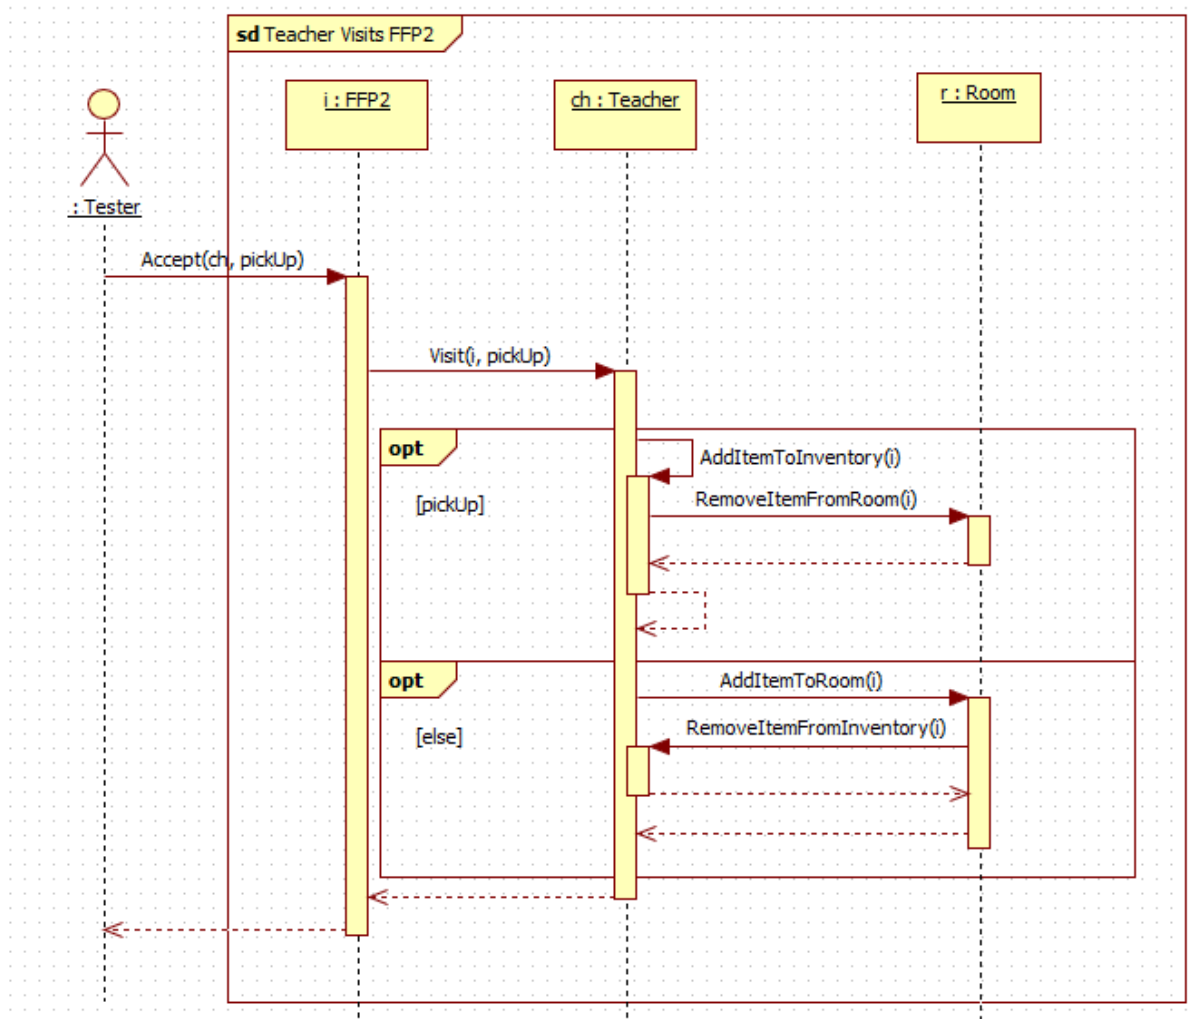 sd Teacher Visits FFP2
i : FFP2
ch : Teacher
r : Room
: Tester
Accept(ch, pickUp)
Visit(i, pickUp)
opt
AddItemToInventory(i)
[pickUp]
RemoveItemFromRoom(i)
opt
AddItemToRoom(i)
[else]
RemoveItemFromInventory(i)